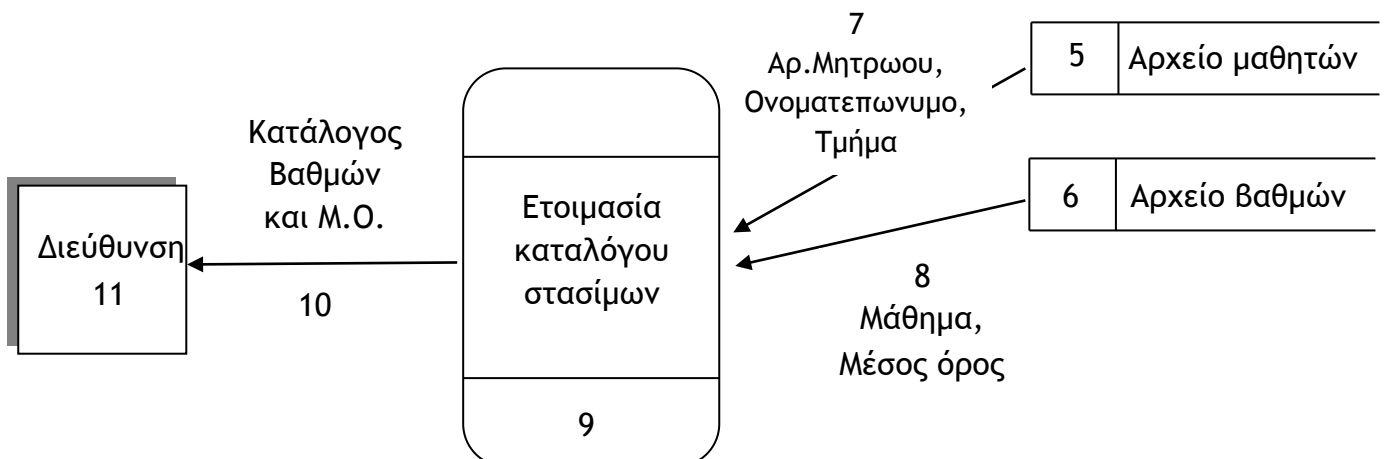 Διεύθυνση
11
Κατάλογος
Βαθμών
και Μ.Ο.
10
Ετοιμασία
καταλόγου
στασίμων
9
7
Αρ.Μητρωου,
Ονοματεπωνυμο,
Τμήμα
5 Αρχείο μαθητών
6 Αρχείο βαθμών
8
Μάθημα,
Μέσος όρος